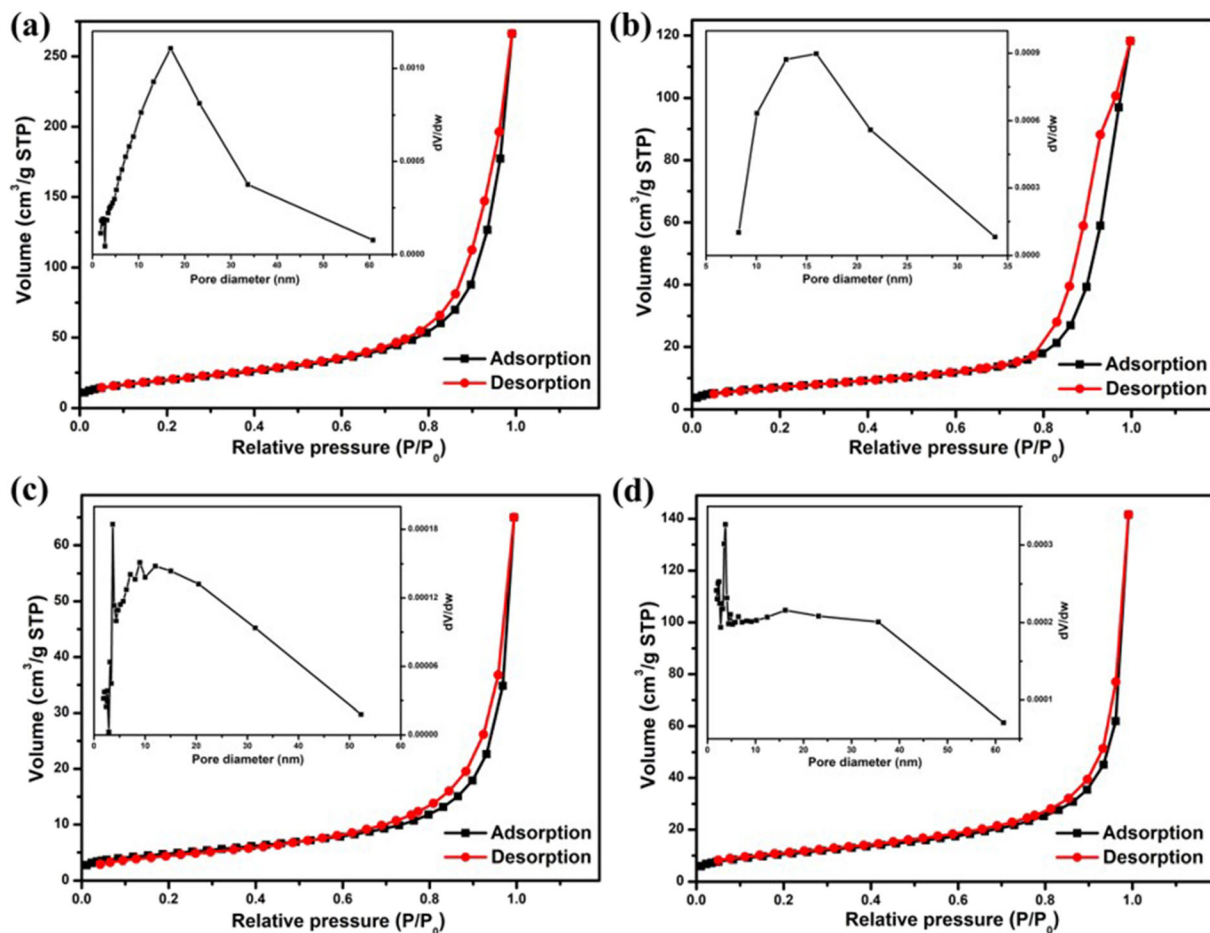 (a)
Volume (cm³/g STP)
250
200
150
100
50
0
0.0 0.2 0.4 0.6 0.8 1.0
Relative pressure (P/P₀)
Adsorption
Desorption
dV/dw
0.0010
0.0005
0.0000
0 10 20 30 40 50 60
Pore diameter (nm)
(b)
Volume (cm³/g STP)
120
100
80
60
40
20
0
0.0 0.2 0.4 0.6 0.8 1.0
Relative pressure (P/P₀)
Adsorption
Desorption
dV/dw
0.0009
0.0006
0.0003
0.0000
5 10 15 20 25 30 35
Pore diameter (nm)
(c)
Volume (cm³/g STP)
60
55
50
45
40
35
30
25
20
15
10
5
0
0.0 0.2 0.4 0.6 0.8 1.0
Relative pressure (P/P₀)
Adsorption
Desorption
dV/dw
0.00018
0.00012
0.00006
0.00000
0 10 20 30 40 50 60
Pore diameter (nm)
(d)
Volume (cm³/g STP)
140
120
100
80
60
40
20
0
0.0 0.2 0.4 0.6 0.8 1.0
Relative pressure (P/P₀)
Adsorption
Desorption
dV/dw
0.0003
0.0002
0.0001
0 10 20 30 40 50 60
Pore diameter (nm)